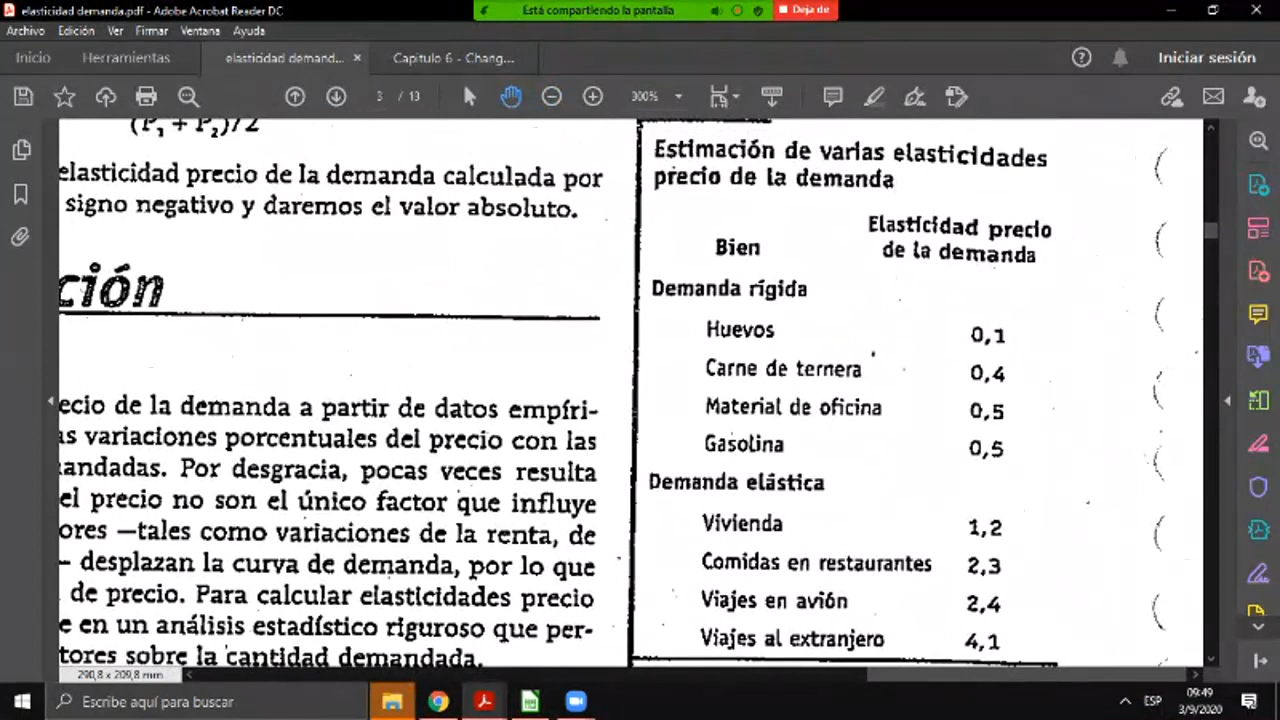 elasticidad demanda.pdf - Adobe Acrobat Reader DC
Está compartiendo la pantalla
Deja de
Archivo Edición Ver Firmar Ventana Ayuda
Inicio Herramientas elasticidad demand... × Capitulo 6 - Chang... Iniciar sesión
3 / 13 300%
(P₁ + P₂)/2
elasticidad precio de la demanda calculada por
signo negativo y daremos el valor absoluto.
ción
ecio de la demanda a partir de datos empíri-
as variaciones porcentuales del precio con las
andadas. Por desgracia, pocas veces resulta
el precio no son el único factor que influye
ores —tales como variaciones de la renta, de
— desplazan la curva de demanda, por lo que
de precio. Para calcular elasticidades precio
e en un análisis estadístico riguroso que per-
tores sobre la cantidad demandada.
Estimación de varias elasticidades
precio de la demanda
Bien
Elasticidad precio
de la demanda
Demanda rígida
Huevos 0,1
Carne de ternera 0,4
Material de oficina 0,5
Gasolina 0,5
Demanda elástica
Vivienda 1,2
Comidas en restaurantes 2,3
Viajes en avión 2,4
Viajes al extranjero 4,1
290,8 x 209,8 mm
Escribe aquí para buscar
ESP
09:49
3/9/2020